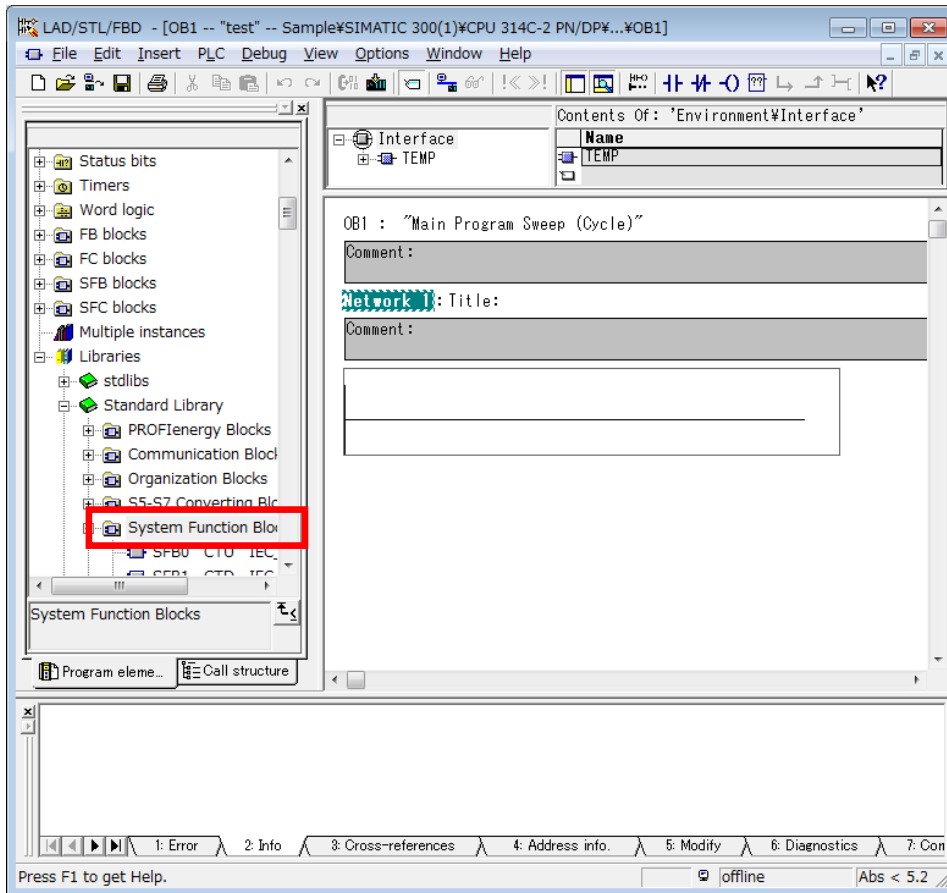 LAD/STL/FBD - [OB1 -- "test" -- Sample¥SIMATIC 300(1)¥CPU 314C-2 PN/DP¥...¥OB1]
File Edit Insert PLC Debug View Options Window Help
Contents Of: 'Environment¥Interface'
Interface
TEMP
Name
TEMP
Status bits
Timers
Word logic
FB blocks
FC blocks
SFB blocks
SFC blocks
Multiple instances
Libraries
stdlibs
Standard Library
PROFIenergy Blocks
Communication Block
Organization Blocks
S5-S7 Converting Blo
System Function Bloc
SFB0 CTU IEC_
SFB1 CTD IEC
System Function Blocks
Program eleme...
Call structure
OB1 : "Main Program Sweep (Cycle)"
Comment:
Network 1: Title:
Comment:
1: Error
2: Info
3: Cross-references
4: Address info.
5: Modify
6: Diagnostics
7: Con
Press F1 to get Help.
offline
Abs < 5.2